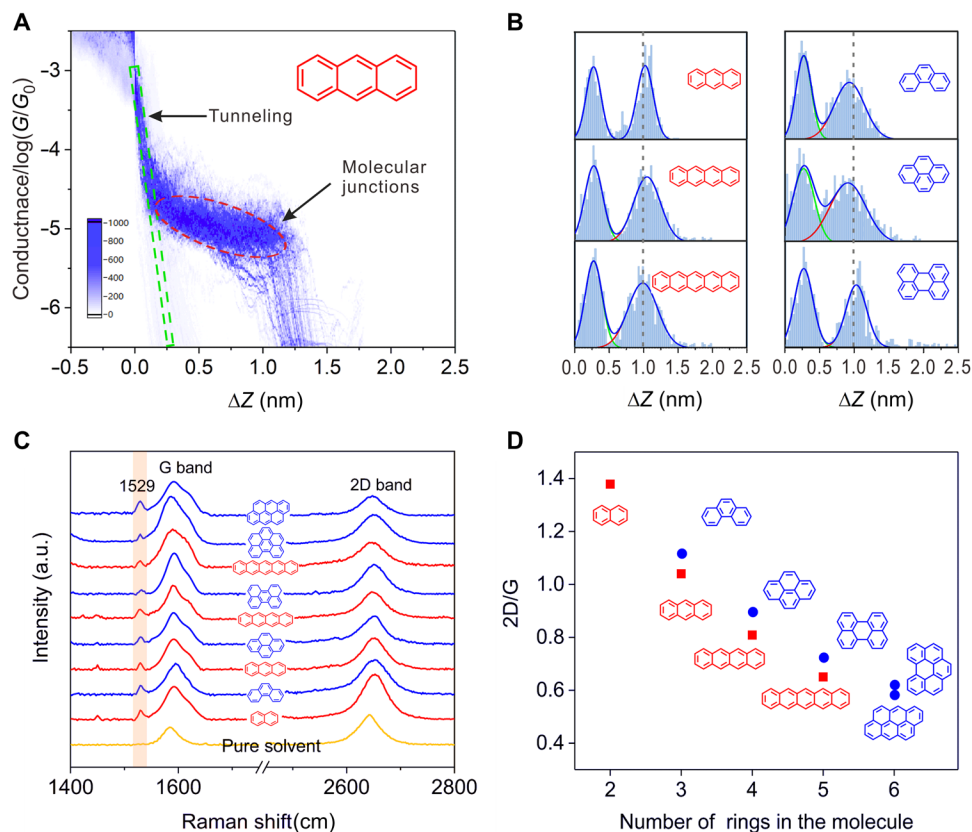 A
Conductnace/log(G/G₀)
−3
−4
−5
−6
Tunneling
Molecular
junctions
1000
800
600
400
200
0
−0.5 0.0 0.5 1.0 1.5 2.0 2.5
ΔZ (nm)
B
0.0 0.5 1.0 1.5 2.0 2.5
0.0 0.5 1.0 1.5 2.0 2.5
ΔZ (nm)
ΔZ (nm)
C
Intensity (a.u.)
1529
G band
2D band
Pure solvent
1400 1600 2600 2800
Raman shift(cm)
D
2D/G
1.4
1.2
1.0
0.8
0.6
0.4
2 3 4 5 6
Number of rings in the molecule